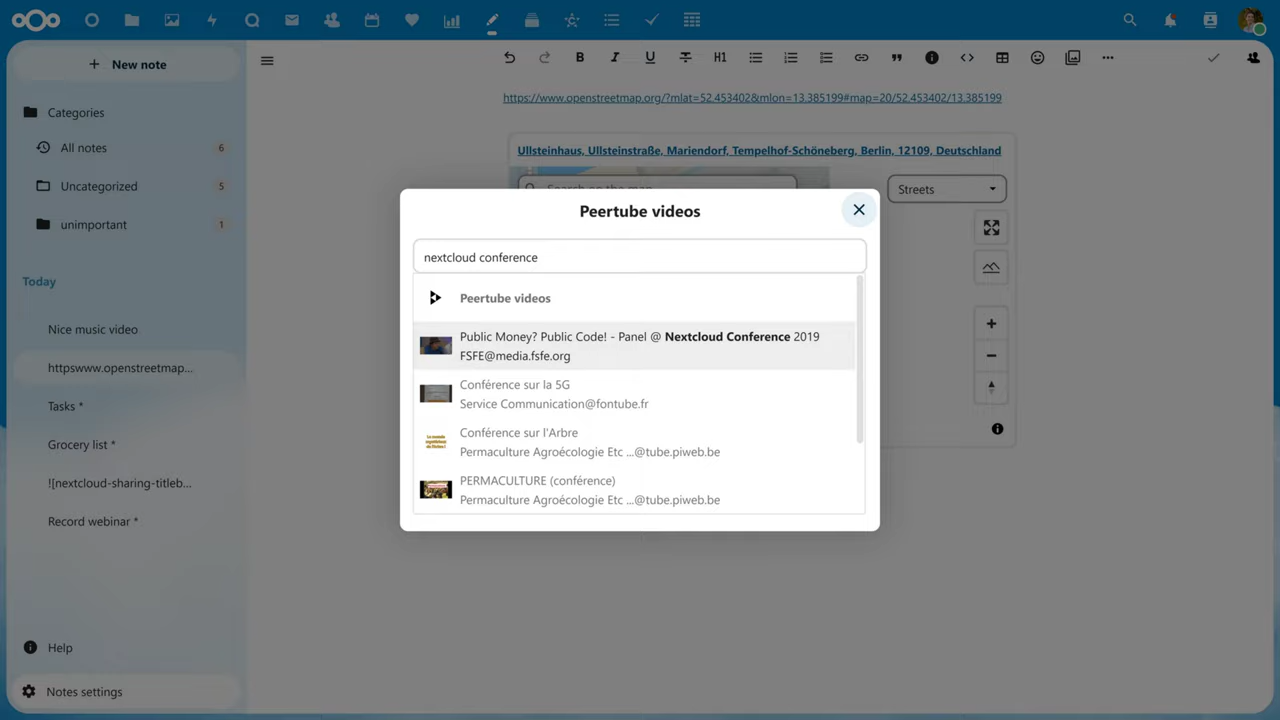 New note
Categories
All notes 6
Uncategorized 5
unimportant 1
Today
Nice music video
httpswww.openstreetmap...
Tasks *
Grocery list *
![nextcloud-sharing-titleb...
Record webinar *
Help
Notes settings
B I U H1
https://www.openstreetmap.org/?mlat=52.453402&mlon=13.385199#map=20/52.453402/13.385199
Ullsteinhaus, Ullsteinstraße, Mariendorf, Tempelhof-Schöneberg, Berlin, 12109, Deutschland
Search on the map
Streets
Peertube videos
nextcloud conference
Peertube videos
Public Money? Public Code! - Panel @ Nextcloud Conference 2019
FSFE@media.fsfe.org
Conférence sur la 5G
Service Communication@fontube.fr
Conférence sur l'Arbre
Permaculture Agroécologie Etc ...@tube.piweb.be
PERMACULTURE (conférence)
Permaculture Agroécologie Etc ...@tube.piweb.be